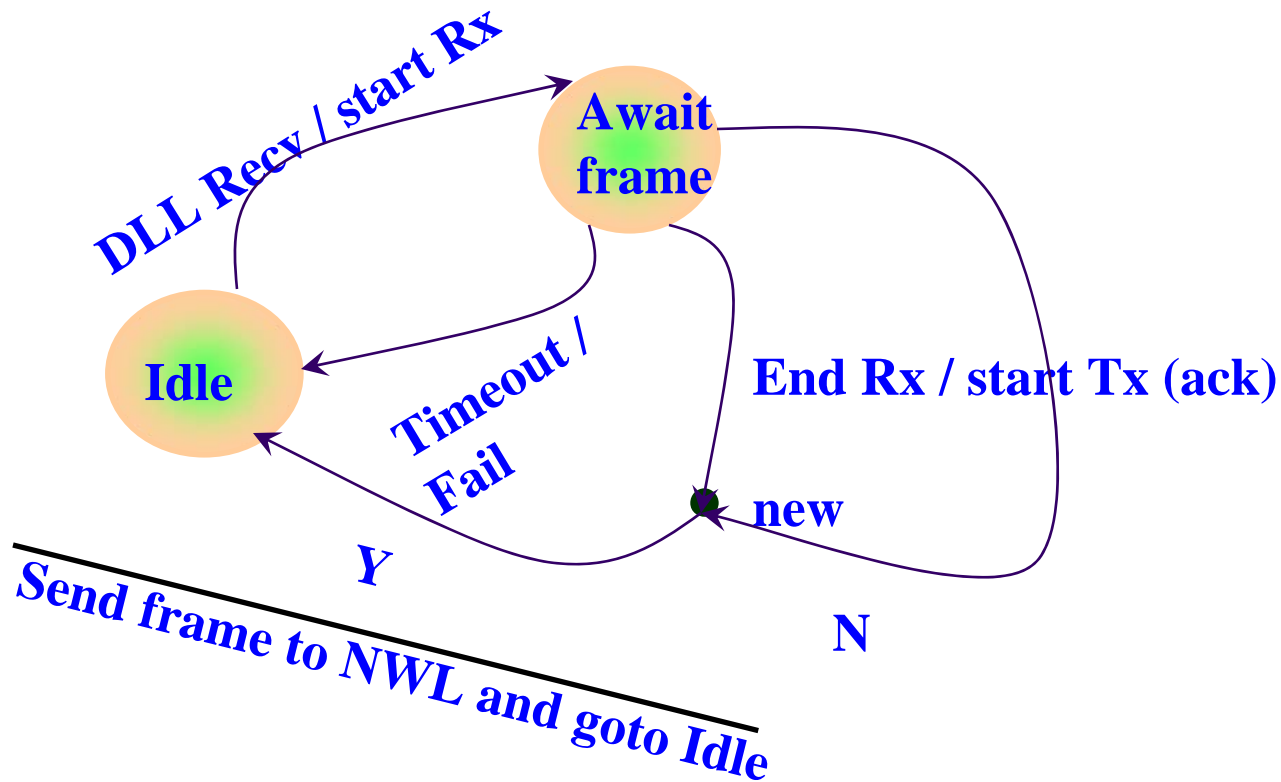 DLL Recv / start Rx
Await
frame
Idle
Timeout /
Fail
End Rx / start Tx (ack)
new
Y
N
Send frame to NWL and goto Idle